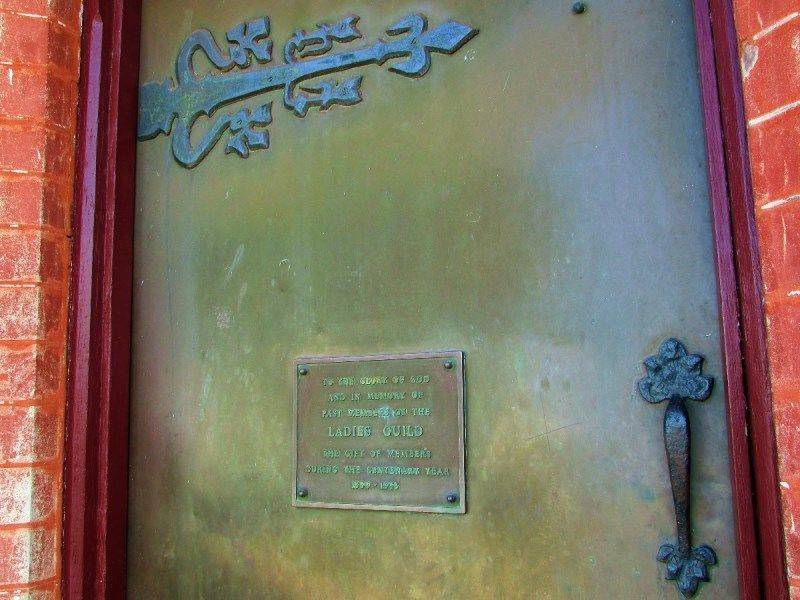 TO THE GLORY OF GOD
AND IN MEMORY OF
PAST MEMBERS OF THE
LADIES GUILD
THE GIFT OF MEMBERS
DURING THE CENTENARY YEAR